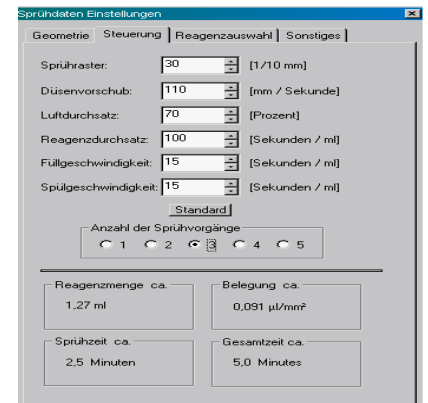 Sprühdaten Einstellungen
Geometrie Steuerung Reagenzauswahl Sonstiges
Sprühraster: 30 [1/10 mm]
Düsenvorschub: 110 [mm / Sekunde]
Luftdurchsatz: 70 [Prozent]
Reagenzdurchsatz: 100 [Sekunden / ml]
Füllgeschwindigkeit: 15 [Sekunden / ml]
Spülgeschwindigkeit: 15 [Sekunden / ml]
Standard
Anzahl der Sprühvorgänge
1 2 3 4 5
Reagenzmenge ca. Belegung ca.
1,27 ml 0,091 µl/mm²
Sprühzeit ca. Gesamtzeit ca.
2,5 Minuten 5,0 Minutes